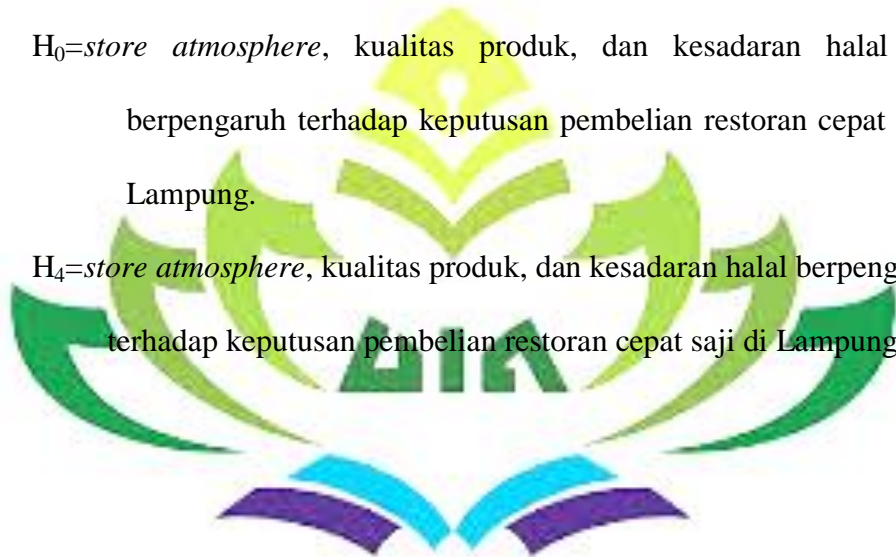 H₀=store atmosphere, kualitas produk, dan kesadaran halal
berpengaruh terhadap keputusan pembelian restoran cepat
Lampung.
H₄=store atmosphere, kualitas produk, dan kesadaran halal berpeng
terhadap keputusan pembelian restoran cepat saji di Lampung